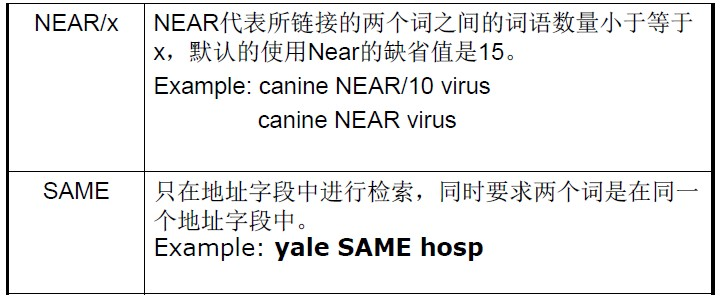 NEAR/x
NEAR代表所链接的两个词之间的词语数量小于等于
x，默认的使用Near的缺省值是15。
Example: canine NEAR/10 virus
canine NEAR virus
SAME
只在地址字段中进行检索，同时要求两个词是在同一
个地址字段中。
Example: yale SAME hosp